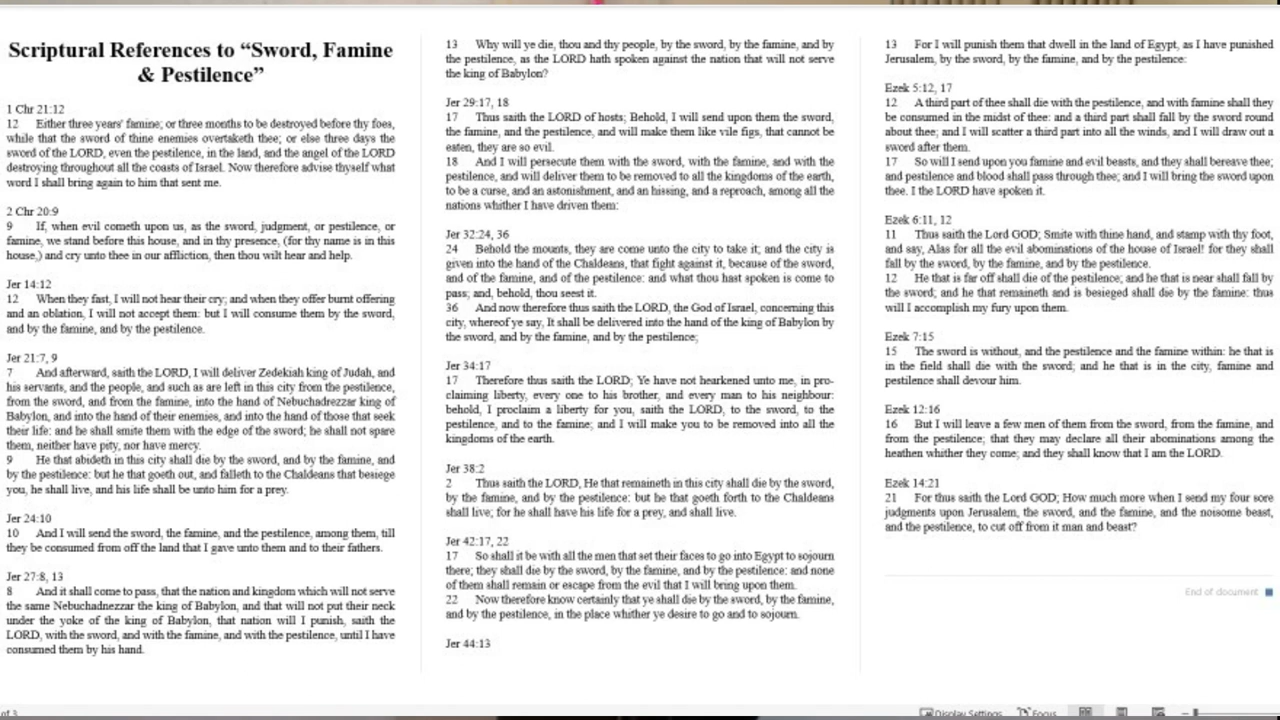 Scriptural References to “Sword, Famine
& Pestilence”
1 Chr 21:12
12 Either three years' famine; or three months to be destroyed before thy foes,
while that the sword of thine enemies overtaketh thee; or else three days the
sword of the LORD, even the pestilence, in the land, and the angel of the LORD
destroying throughout all the coasts of Israel. Now therefore advise thyself what
word I shall bring again to him that sent me.
2 Chr 20:9
9 If, when evil cometh upon us, as the sword, judgment, or pestilence, or
famine, we stand before this house, and in thy presence, (for thy name is in this
house,) and cry unto thee in our affliction, then thou wilt hear and help.
Jer 14:12
12 When they fast, I will not hear their cry; and when they offer burnt offering
and an oblation, I will not accept them: but I will consume them by the sword,
and by the famine, and by the pestilence.
Jer 21:7, 9
7 And afterward, saith the LORD, I will deliver Zedekiah king of Judah, and
his servants, and the people, and such as are left in this city from the pestilence,
from the sword, and from the famine, into the hand of Nebuchadrezzar king of
Babylon, and into the hand of their enemies, and into the hand of those that seek
their life: and he shall smite them with the edge of the sword; he shall not spare
them, neither have pity, nor have mercy.
9 He that abideth in this city shall die by the sword, and by the famine, and
by the pestilence: but he that goeth out, and falleth to the Chaldeans that besiege
you, he shall live, and his life shall be unto him for a prey.
Jer 24:10
10 And I will send the sword, the famine, and the pestilence, among them, till
they be consumed from off the land that I gave unto them and to their fathers.
Jer 27:8, 13
8 And it shall come to pass, that the nation and kingdom which will not serve
the same Nebuchadnezzar the king of Babylon, and that will not put their neck
under the yoke of the king of Babylon, that nation will I punish, saith the
LORD, with the sword, and with the famine, and with the pestilence, until I have
consumed them by his hand.
13 Why will ye die, thou and thy people, by the sword, by the famine, and by
the pestilence, as the LORD hath spoken against the nation that will not serve
the king of Babylon?
Jer 29:17, 18
17 Thus saith the LORD of hosts; Behold, I will send upon them the sword,
the famine, and the pestilence, and will make them like vile figs, that cannot be
eaten, they are so evil.
18 And I will persecute them with the sword, with the famine, and with the
pestilence, and will deliver them to be removed to all the kingdoms of the earth,
to be a curse, and an astonishment, and an hissing, and a reproach, among all the
nations whither I have driven them:
Jer 32:24, 36
24 Behold the mounts, they are come unto the city to take it; and the city is
given into the hand of the Chaldeans, that fight against it, because of the sword,
and of the famine, and of the pestilence: and what thou hast spoken is come to
pass; and, behold, thou seest it.
36 And now therefore thus saith the LORD, the God of Israel, concerning this
city, whereof ye say, It shall be delivered into the hand of the king of Babylon by
the sword, and by the famine, and by the pestilence;
Jer 34:17
17 Therefore thus saith the LORD; Ye have not hearkened unto me, in pro-
claiming liberty, every one to his brother, and every man to his neighbour:
behold, I proclaim a liberty for you, saith the LORD, to the sword, to the
pestilence, and to the famine; and I will make you to be removed into all the
kingdoms of the earth.
Jer 38:2
2 Thus saith the LORD, He that remaineth in this city shall die by the sword,
by the famine, and by the pestilence: but he that goeth forth to the Chaldeans
shall live; for he shall have his life for a prey, and shall live.
Jer 42:17, 22
17 So shall it be with all the men that set their faces to go into Egypt to sojourn
there; they shall die by the sword, by the famine, and by the pestilence: and none
of them shall remain or escape from the evil that I will bring upon them.
22 Now therefore know certainly that ye shall die by the sword, by the famine,
and by the pestilence, in the place whither ye desire to go and to sojourn.
Jer 44:13
13 For I will punish them that dwell in the land of Egypt, as I have punished
Jerusalem, by the sword, by the famine, and by the pestilence:
Ezek 5:12, 17
12 A third part of thee shall die with the pestilence, and with famine shall they
be consumed in the midst of thee: and a third part shall fall by the sword round
about thee; and I will scatter a third part into all the winds, and I will draw out a
sword after them.
17 So will I send upon you famine and evil beasts, and they shall bereave thee;
and pestilence and blood shall pass through thee; and I will bring the sword upon
thee. I the LORD have spoken it.
Ezek 6:11, 12
11 Thus saith the Lord GOD; Smite with thine hand, and stamp with thy foot,
and say, Alas for all the evil abominations of the house of Israel! for they shall
fall by the sword, by the famine, and by the pestilence.
12 He that is far off shall die of the pestilence; and he that is near shall fall by
the sword; and he that remaineth and is besieged shall die by the famine: thus
will I accomplish my fury upon them.
Ezek 7:15
15 The sword is without, and the pestilence and the famine within: he that is
in the field shall die with the sword; and he that is in the city, famine and
pestilence shall devour him.
Ezek 12:16
16 But I will leave a few men of them from the sword, from the famine, and
from the pestilence; that they may declare all their abominations among the
heathen whither they come; and they shall know that I am the LORD.
Ezek 14:21
21 For thus saith the Lord GOD; How much more when I send my four sore
judgments upon Jerusalem, the sword, and the famine, and the noisome beast,
and the pestilence, to cut off from it man and beast?
End of document
of 3
Display Settings Focus